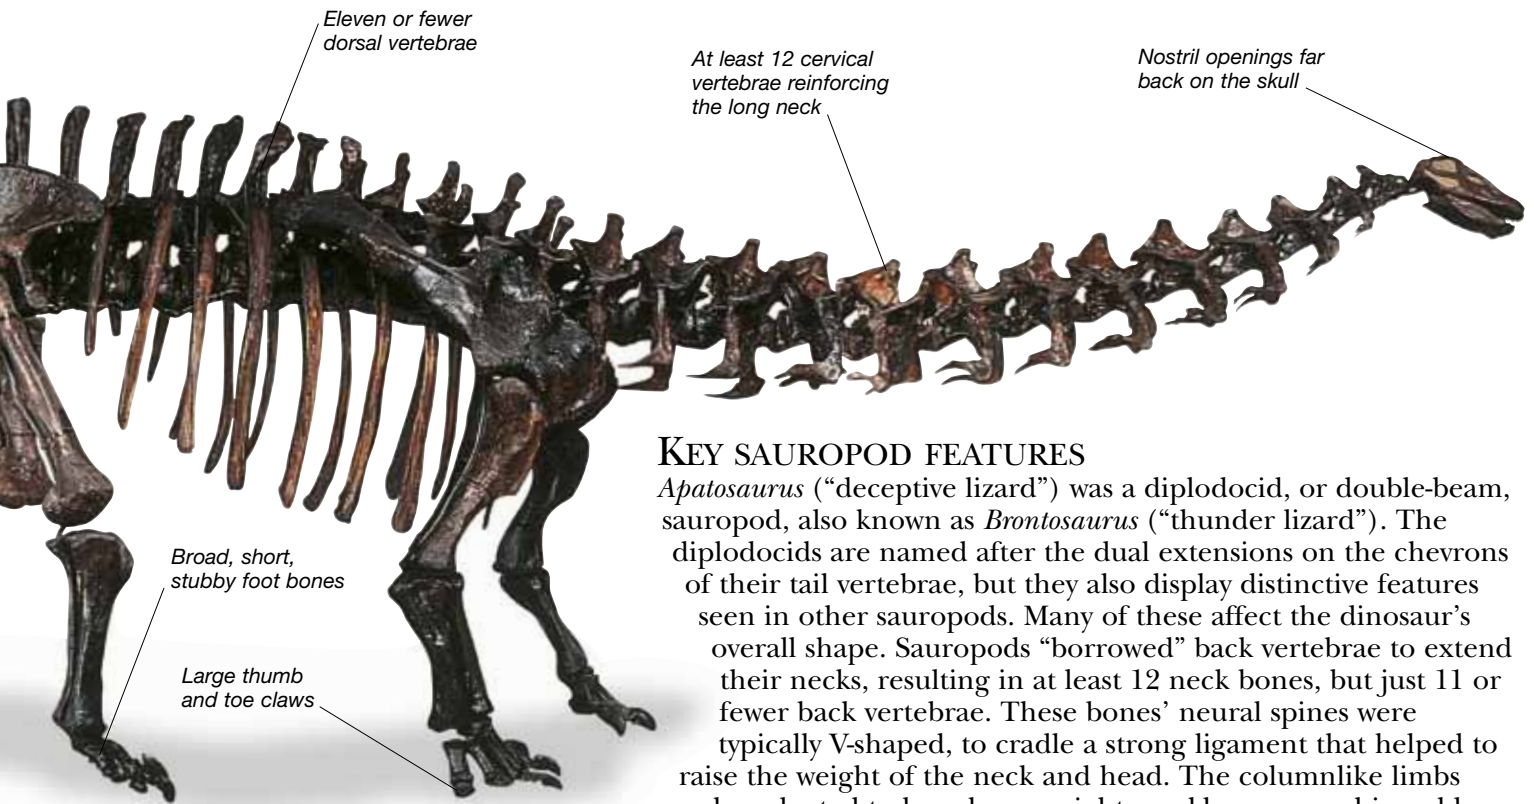 Eleven or fewer
dorsal vertebrae
At least 12 cervical
vertebrae reinforcing
the long neck
Nostril openings far
back on the skull
Broad, short,
stubby foot bones
Large thumb
and toe claws
KEY SAUROPOD FEATURES
Apatosaurus (“deceptive lizard”) was a diplodocid, or double-beam,
sauropod, also known as Brontosaurus (“thunder lizard”). The
diplodocids are named after the dual extensions on the chevrons
of their tail vertebrae, but they also display distinctive features
seen in other sauropods. Many of these affect the dinosaur’s
overall shape. Sauropods “borrowed” back vertebrae to extend
their necks, resulting in at least 12 neck bones, but just 11 or
fewer back vertebrae. These bones’ neural spines were
typically V-shaped, to cradle a strong ligament that helped to
raise the weight of the neck and head. The columnlike limbs